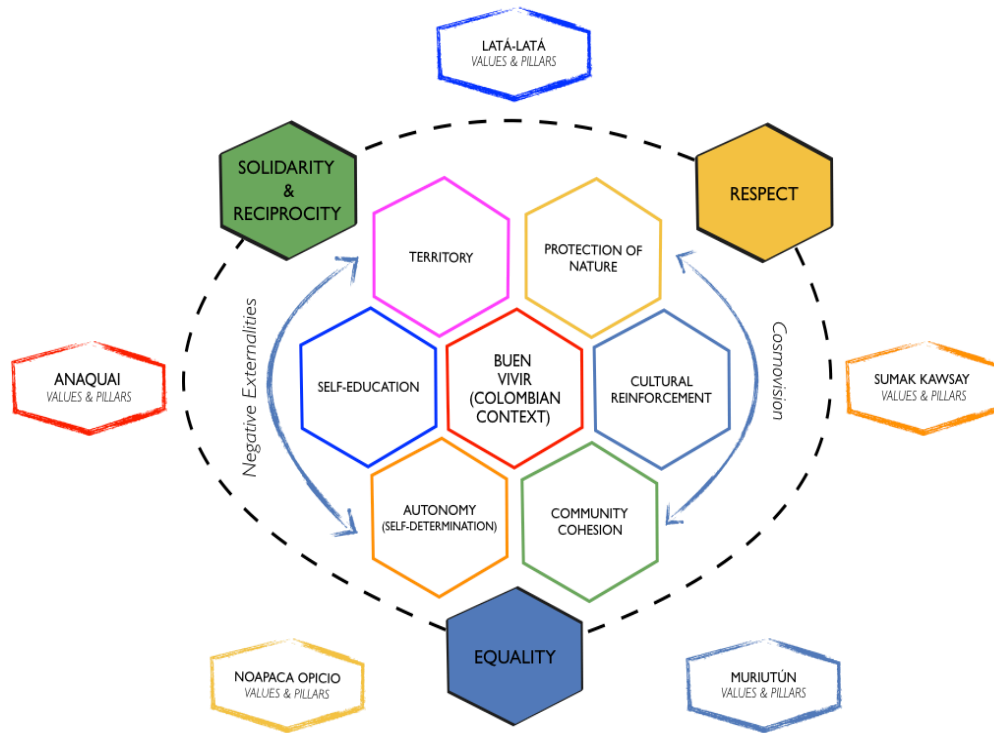 LATÁ-LATÁ
VALUES & PILLARS
SOLIDARITY
&
RECIPROCITY
RESPECT
TERRITORY
PROTECTION OF
NATURE
Negative Externalities
Cosmovision
ANAQUAI
VALUES & PILLARS
SELF-EDUCATION
BUEN
VIVIR
(COLOMBIAN
CONTEXT)
CULTURAL
REINFORCEMENT
SUMAK KAWSAY
VALUES & PILLARS
AUTONOMY
(SELF-DETERMINATION)
COMMUNITY
COHESION
EQUALITY
NOAPACA OPICIO
VALUES & PILLARS
MURIUTÚN
VALUES & PILLARS